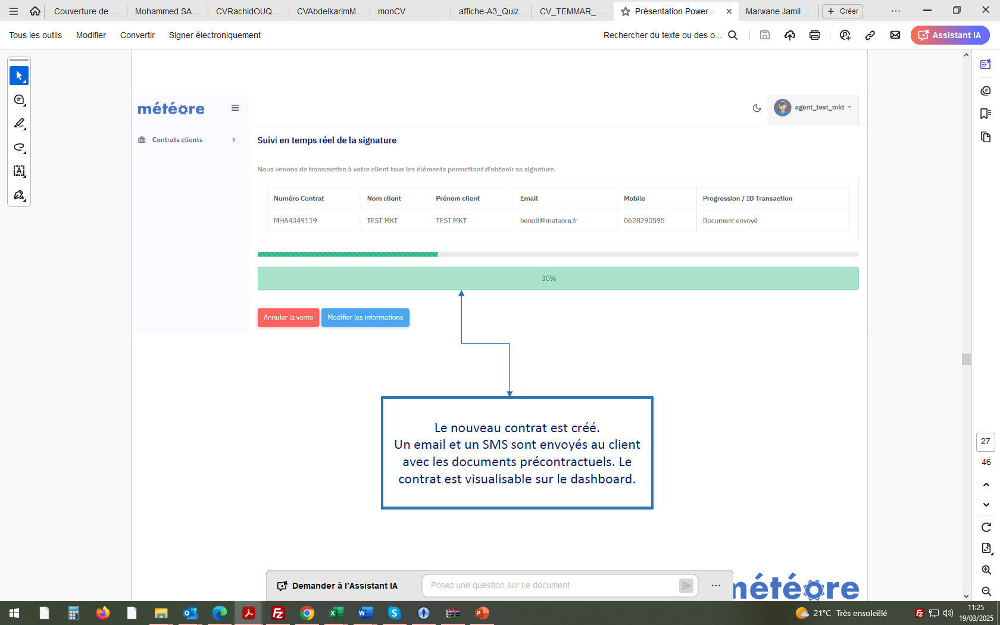 Couverture de ...
Mohammed SA...
CVRachidOUQ...
CVAbdelkarimM...
monCV
affiche-A3_Quiz...
CV_TEMMAR_ ...
Présentation Power...
Marwane Jamil ...
Créer
Tous les outils
Modifier
Convertir
Signer électroniquement
Rechercher du texte ou des o...
Assistant IA
météore
agent_test_mkt
Contrats clients
Suivi en temps réel de la signature
Nous venons de transmettre à votre client tous les éléments permettant d'obtenir sa signature.
Numéro Contrat Nom client Prénom client Email Mobile Progression / ID Transaction
MHA4349119 TEST MKT TEST MKT benoit@meteore.fr 0628290595 Document envoyé
30%
Annuler la vente
Modifier les informations
Le nouveau contrat est créé.
Un email et un SMS sont envoyés au client
avec les documents précontractuels. Le
contrat est visualisable sur le dashboard.
27
46
Demander à l'Assistant IA
Posez une question sur ce document
météore
21°C Très ensoleillé
11:25
19/03/2025